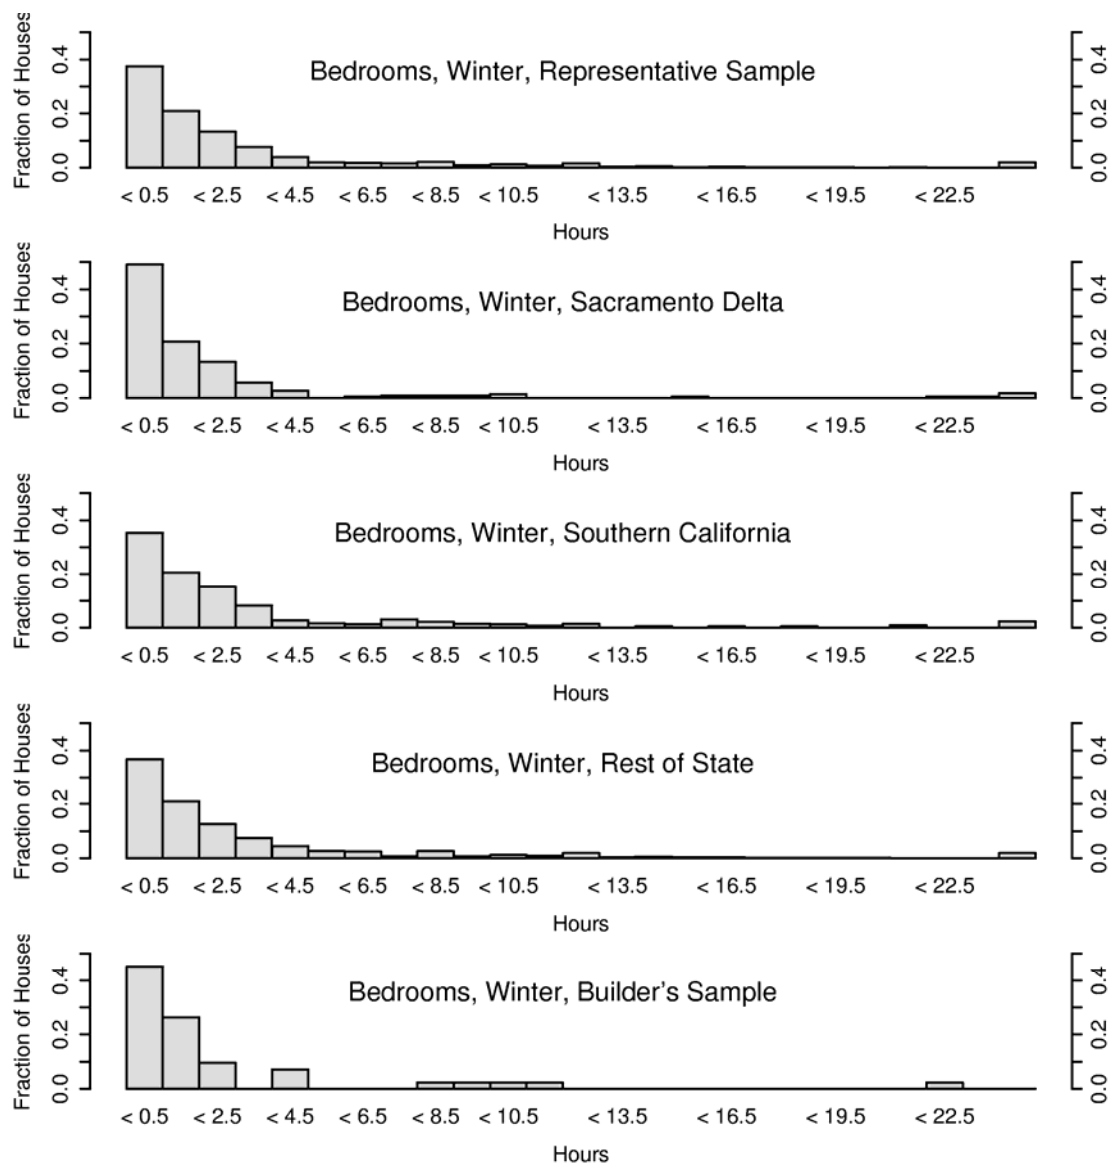 Fraction of Houses
0.0 0.2 0.4
Bedrooms, Winter, Representative Sample
0.0 0.2 0.4
< 0.5 < 2.5 < 4.5 < 6.5 < 8.5 < 10.5 < 13.5 < 16.5 < 19.5 < 22.5
Hours
Fraction of Houses
0.0 0.2 0.4
Bedrooms, Winter, Sacramento Delta
0.0 0.2 0.4
< 0.5 < 2.5 < 4.5 < 6.5 < 8.5 < 10.5 < 13.5 < 16.5 < 19.5 < 22.5
Hours
Fraction of Houses
0.0 0.2 0.4
Bedrooms, Winter, Southern California
0.0 0.2 0.4
< 0.5 < 2.5 < 4.5 < 6.5 < 8.5 < 10.5 < 13.5 < 16.5 < 19.5 < 22.5
Hours
Fraction of Houses
0.0 0.2 0.4
Bedrooms, Winter, Rest of State
0.0 0.2 0.4
< 0.5 < 2.5 < 4.5 < 6.5 < 8.5 < 10.5 < 13.5 < 16.5 < 19.5 < 22.5
Hours
Fraction of Houses
0.0 0.2 0.4
Bedrooms, Winter, Builder's Sample
0.0 0.2 0.4
< 0.5 < 2.5 < 4.5 < 6.5 < 8.5 < 10.5 < 13.5 < 16.5 < 19.5 < 22.5
Hours